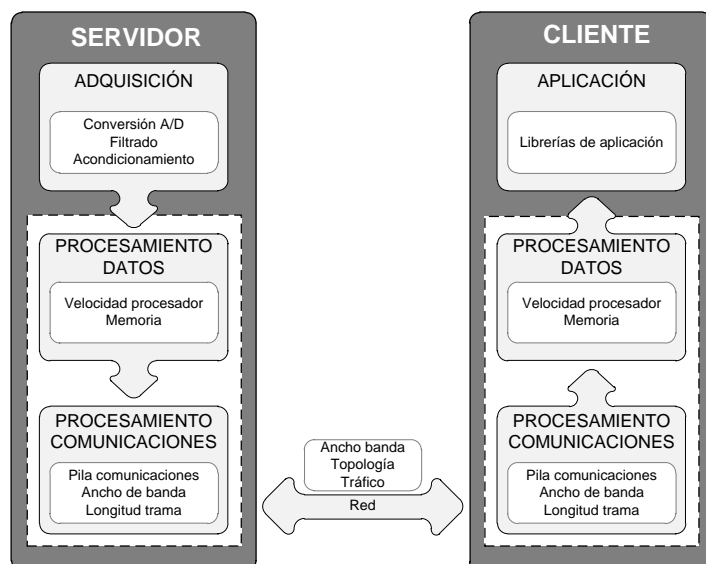 SERVIDOR
ADQUISICIÓN
Conversión A/D
Filtrado
Acondicionamiento
PROCESAMIENTO
DATOS
Velocidad procesador
Memoria
PROCESAMIENTO
COMUNICACIONES
Pila comunicaciones
Ancho de banda
Longitud trama
Ancho banda
Topología
Tráfico
Red
CLIENTE
APLICACIÓN
Librerías de aplicación
PROCESAMIENTO
DATOS
Velocidad procesador
Memoria
PROCESAMIENTO
COMUNICACIONES
Pila comunicaciones
Ancho de banda
Longitud trama